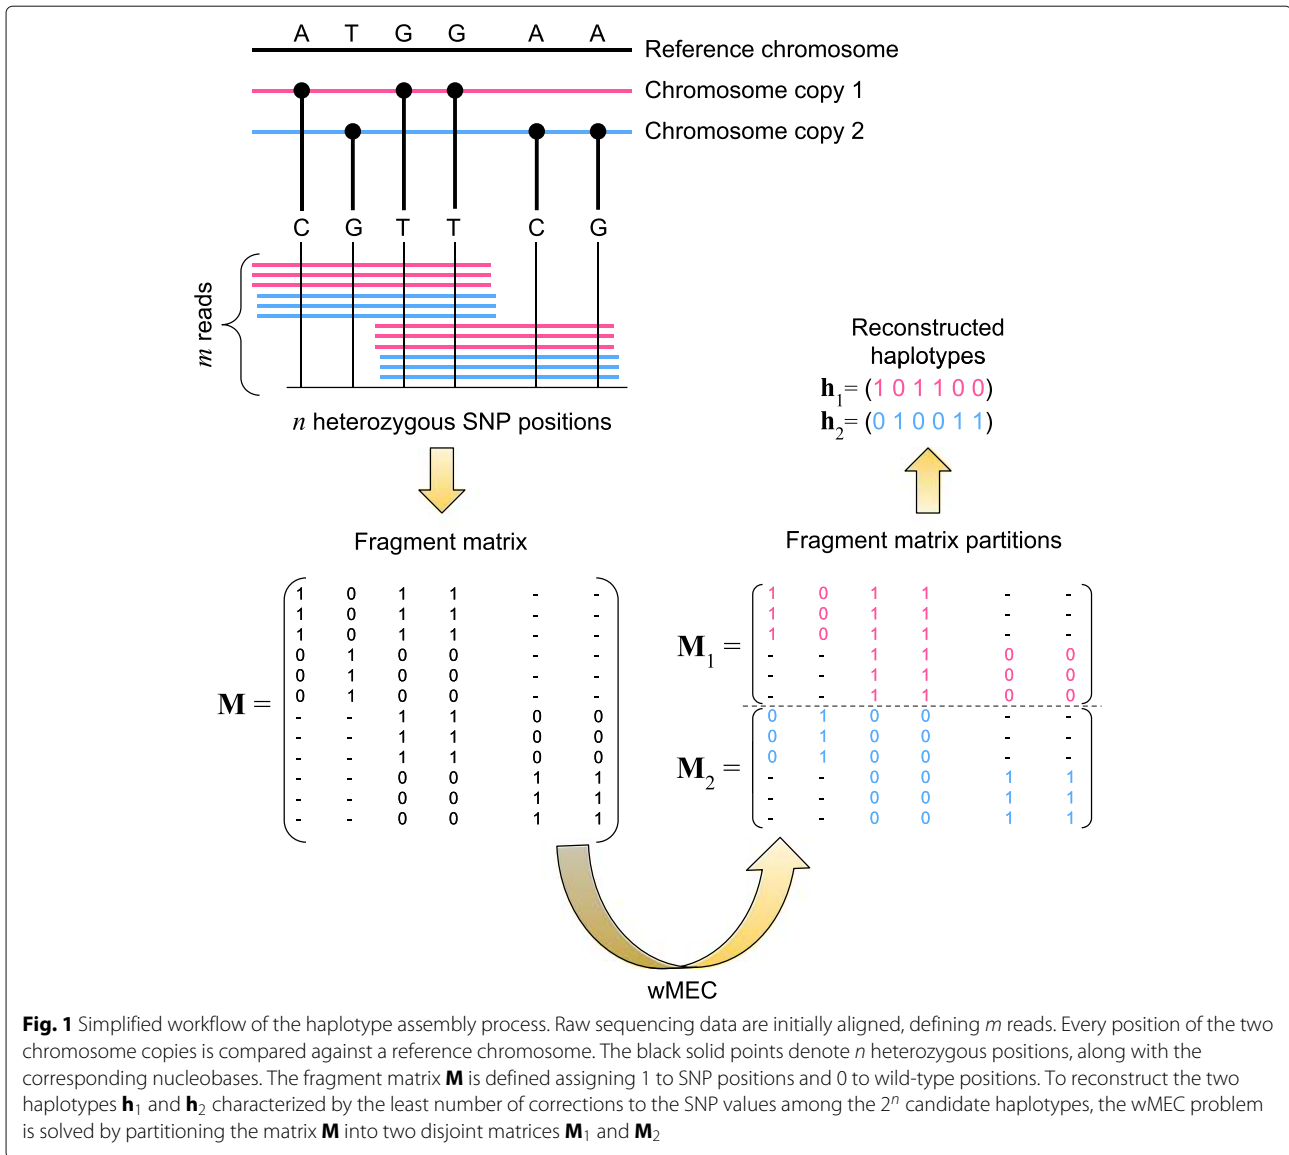 A T G G A A
Reference chromosome
Chromosome copy 1
Chromosome copy 2
C G T T C G
m reads
n heterozygous SNP positions
Reconstructed
haplotypes
h1= (1 0 1 1 0 0)
h2= (0 1 0 0 1 1)
Fragment matrix
M =
1 0 1 1 - -
1 0 1 1 - -
1 0 1 1 - -
0 1 0 0 - -
0 1 0 0 - -
0 1 0 0 - -
- - 1 1 0 0
- - 1 1 0 0
- - 1 1 0 0
- - 0 0 1 1
- - 0 0 1 1
- - 0 0 1 1
Fragment matrix partitions
M1 =
1 0 1 1 - -
1 0 1 1 - -
1 0 1 1 - -
- - 1 1 0 0
- - 1 1 0 0
- - 1 1 0 0
M2 =
0 1 0 0 - -
0 1 0 0 - -
0 1 0 0 - -
- - 0 0 1 1
- - 0 0 1 1
- - 0 0 1 1
wMEC
Fig. 1 Simplified workflow of the haplotype assembly process. Raw sequencing data are initially aligned, defining m reads. Every position of the two
chromosome copies is compared against a reference chromosome. The black solid points denote n heterozygous positions, along with the
corresponding nucleobases. The fragment matrix M is defined assigning 1 to SNP positions and 0 to wild-type positions. To reconstruct the two
haplotypes h1 and h2 characterized by the least number of corrections to the SNP values among the 2^n candidate haplotypes, the wMEC problem
is solved by partitioning the matrix M into two disjoint matrices M1 and M2